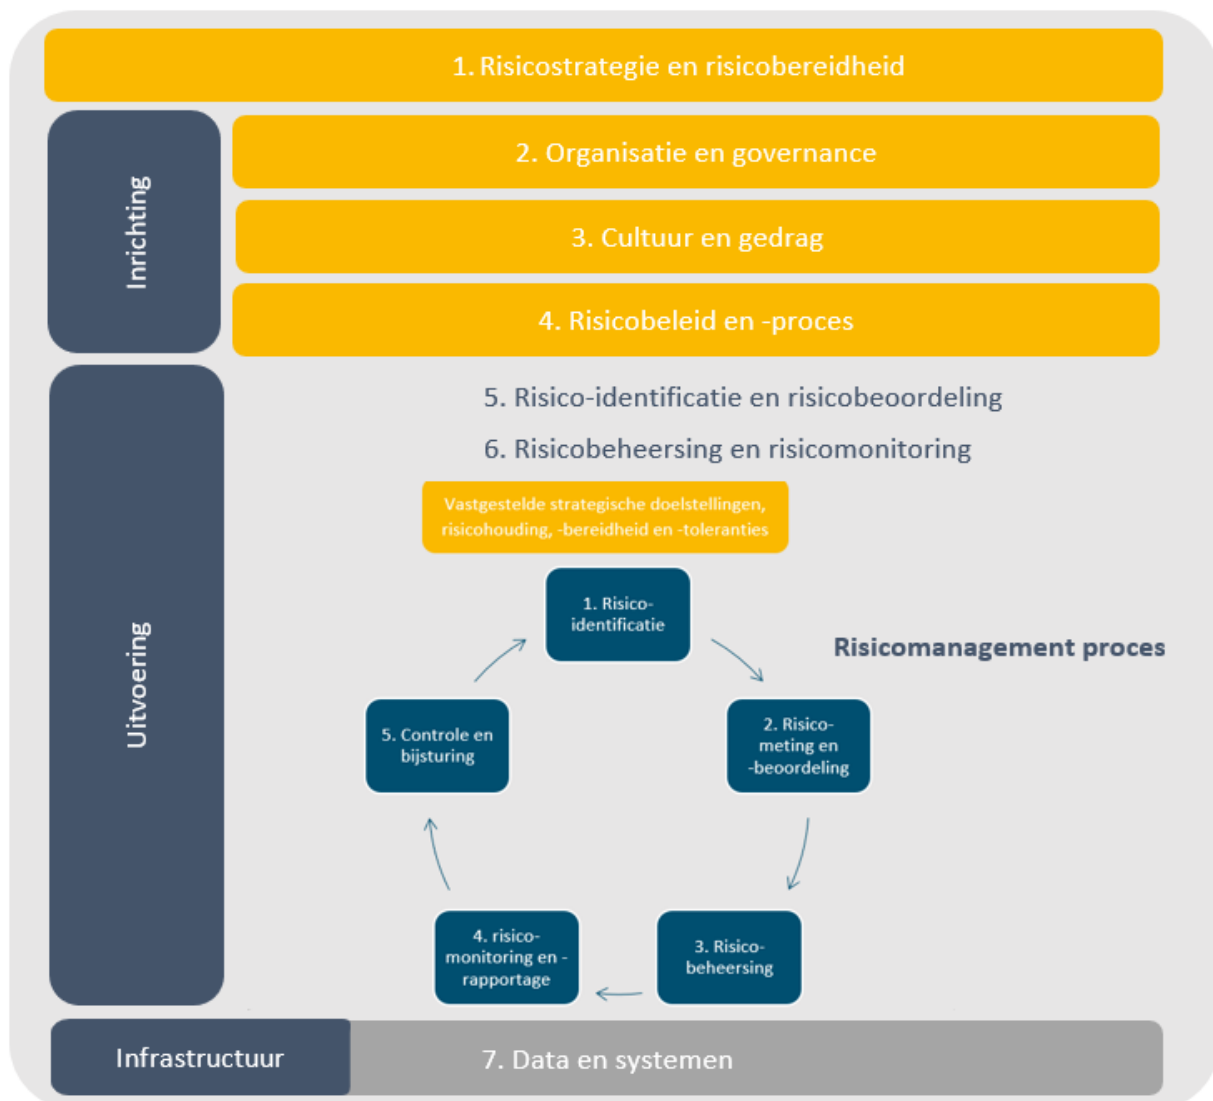 1. Risicostrategie en risicobereidheid
Inrichting
2. Organisatie en governance
3. Cultuur en gedrag
4. Risicobeleid en -proces
Uitvoering
5. Risico-identificatie en risicobeoordeling
6. Risicobeheersing en risicomonitoring
Vastgestelde strategische doelstellingen,
risicohouding, -bereidheid en -toleranties
1. Risico-
identificatie
Risicomanagement proces
2. Risico-
meting en
-beoordeling
3. Risico-
beheersing
4. risico-
monitoring en -
rapportage
5. Controle en
bijsturing
Infrastructuur
7. Data en systemen